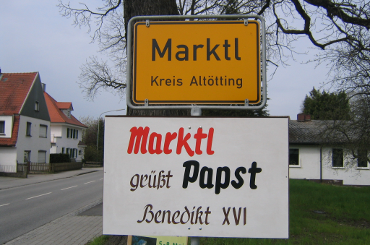 Marktl
Kreis Altötting
Marktl
grüßt Papst
Benedikt XVI